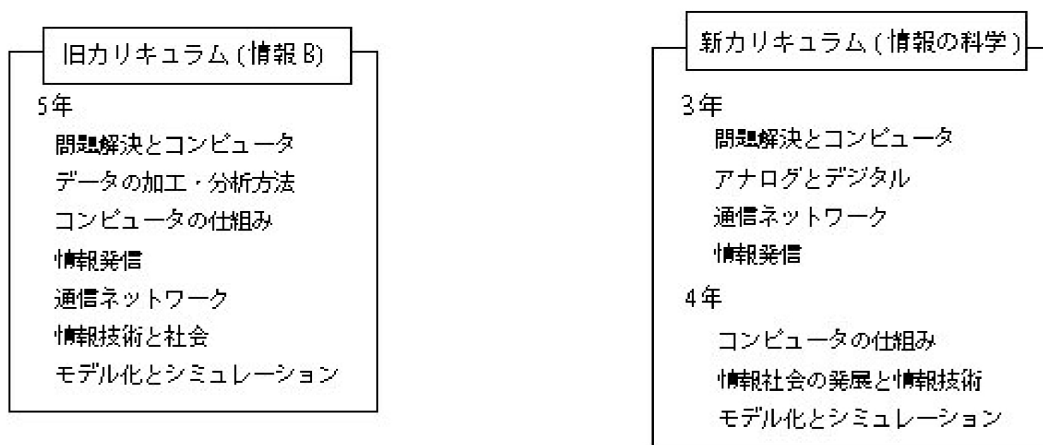 旧カリキュラム(情報B)
5年
問題解決とコンピュータ
データの加工・分析方法
コンピュータの仕組み
情報発信
通信ネットワーク
情報技術と社会
モデル化とシミュレーション
新カリキュラム(情報の科学)
3年
問題解決とコンピュータ
アナログとデジタル
通信ネットワーク
情報発信
4年
コンピュータの仕組み
情報社会の発展と情報技術
モデル化とシミュレーション